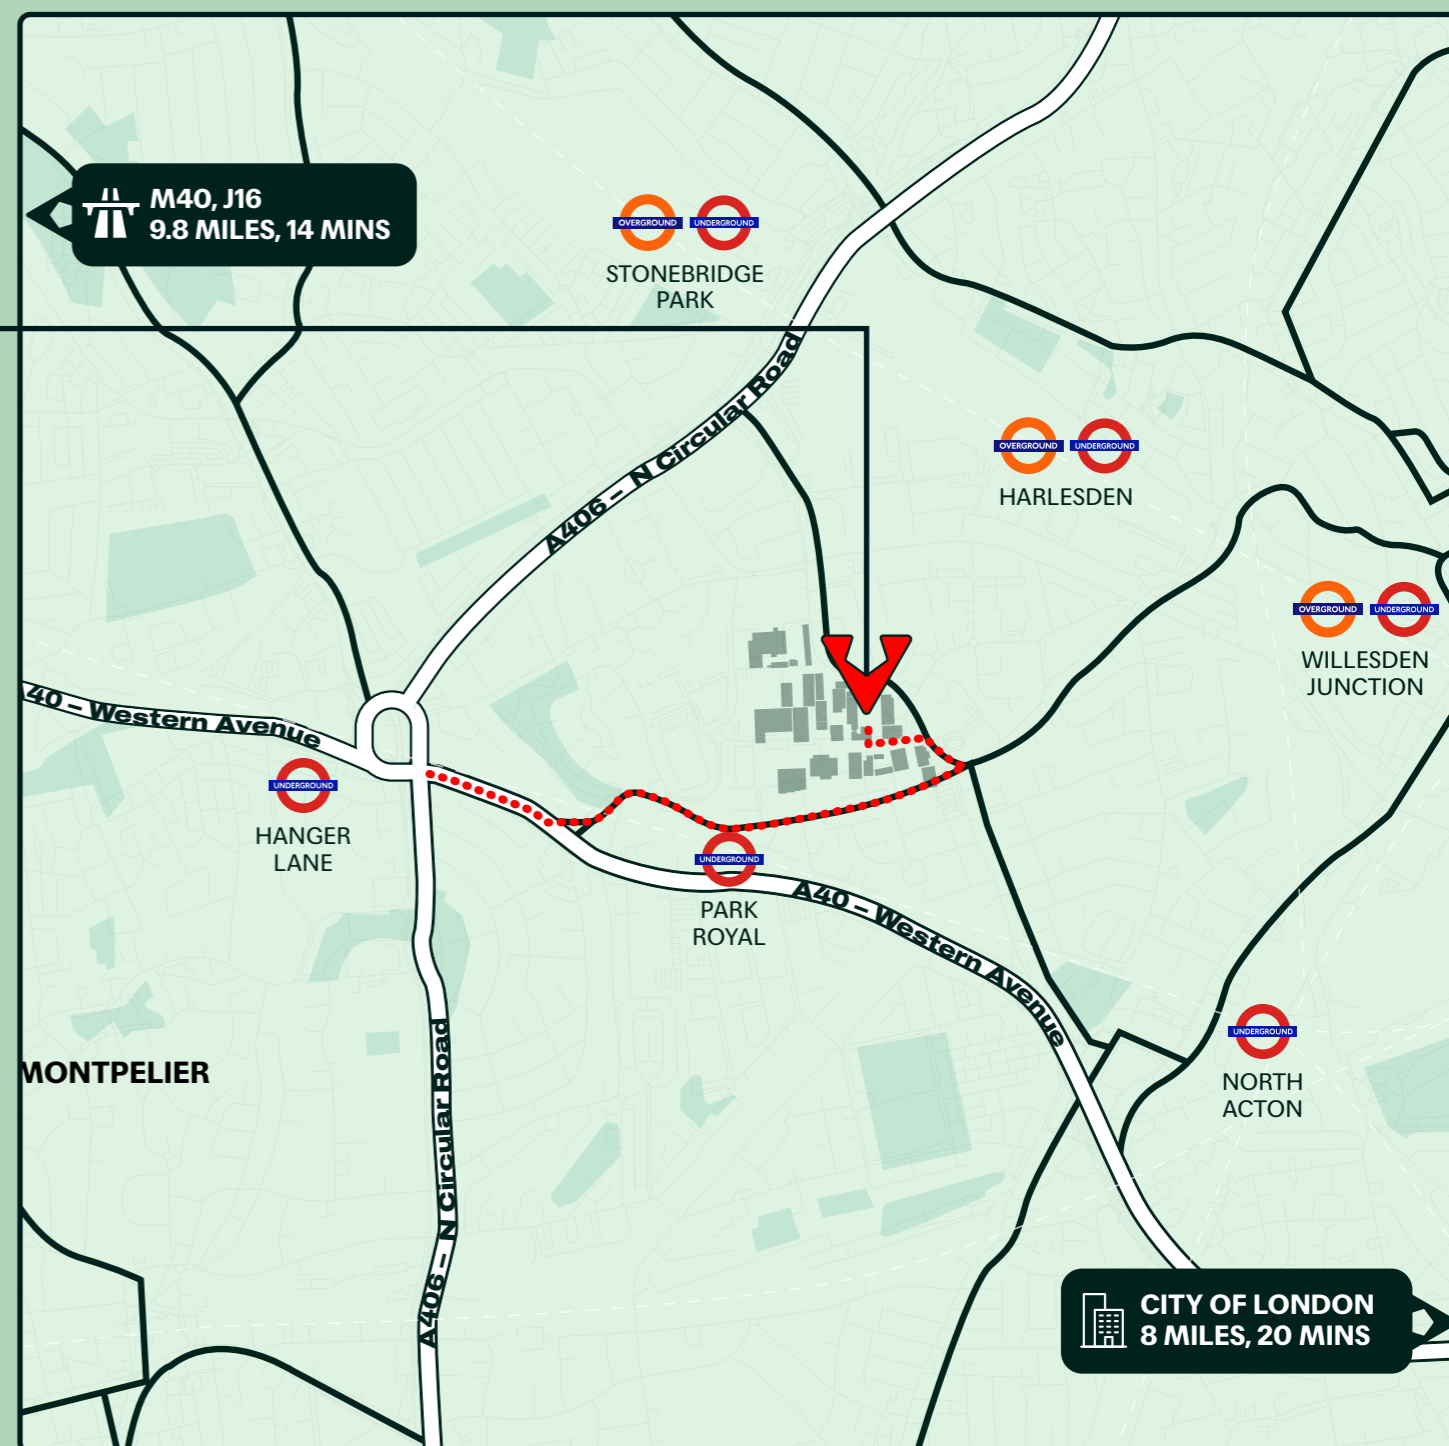 M40, J16
9.8 MILES, 14 MINS
OVERGROUND
UNDERGROUND
STONEBRIDGE
PARK
A406 – N Circular Road
OVERGROUND
UNDERGROUND
HARLESDEN
OVERGROUND
UNDERGROUND
WILLESDEN
JUNCTION
40 – Western Avenue
UNDERGROUND
HANGER
LANE
UNDERGROUND
PARK
ROYAL
A40 – Western Avenue
UNDERGROUND
NORTH
ACTON
MONTPELIER
A406 – N Circular Road
CITY OF LONDON
8 MILES, 20 MINS